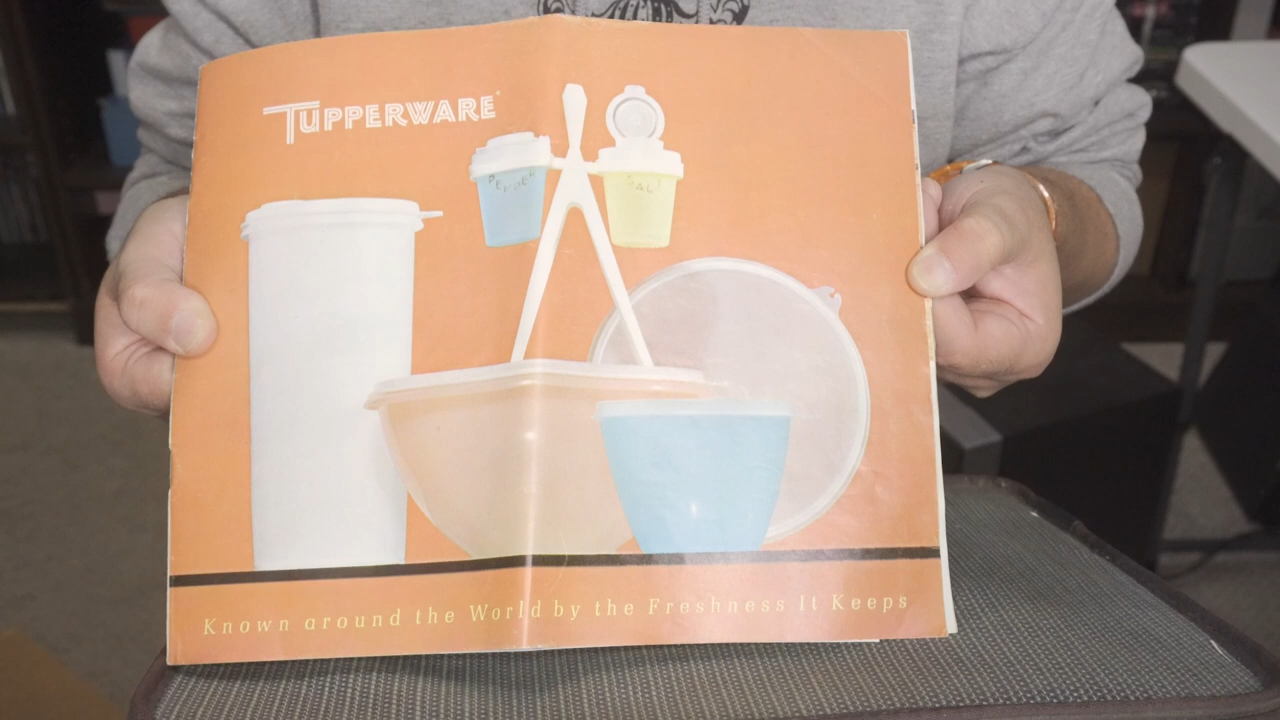 TUPPERWARE
PEPPER
SALT
Known around the World by the Freshness It Keeps